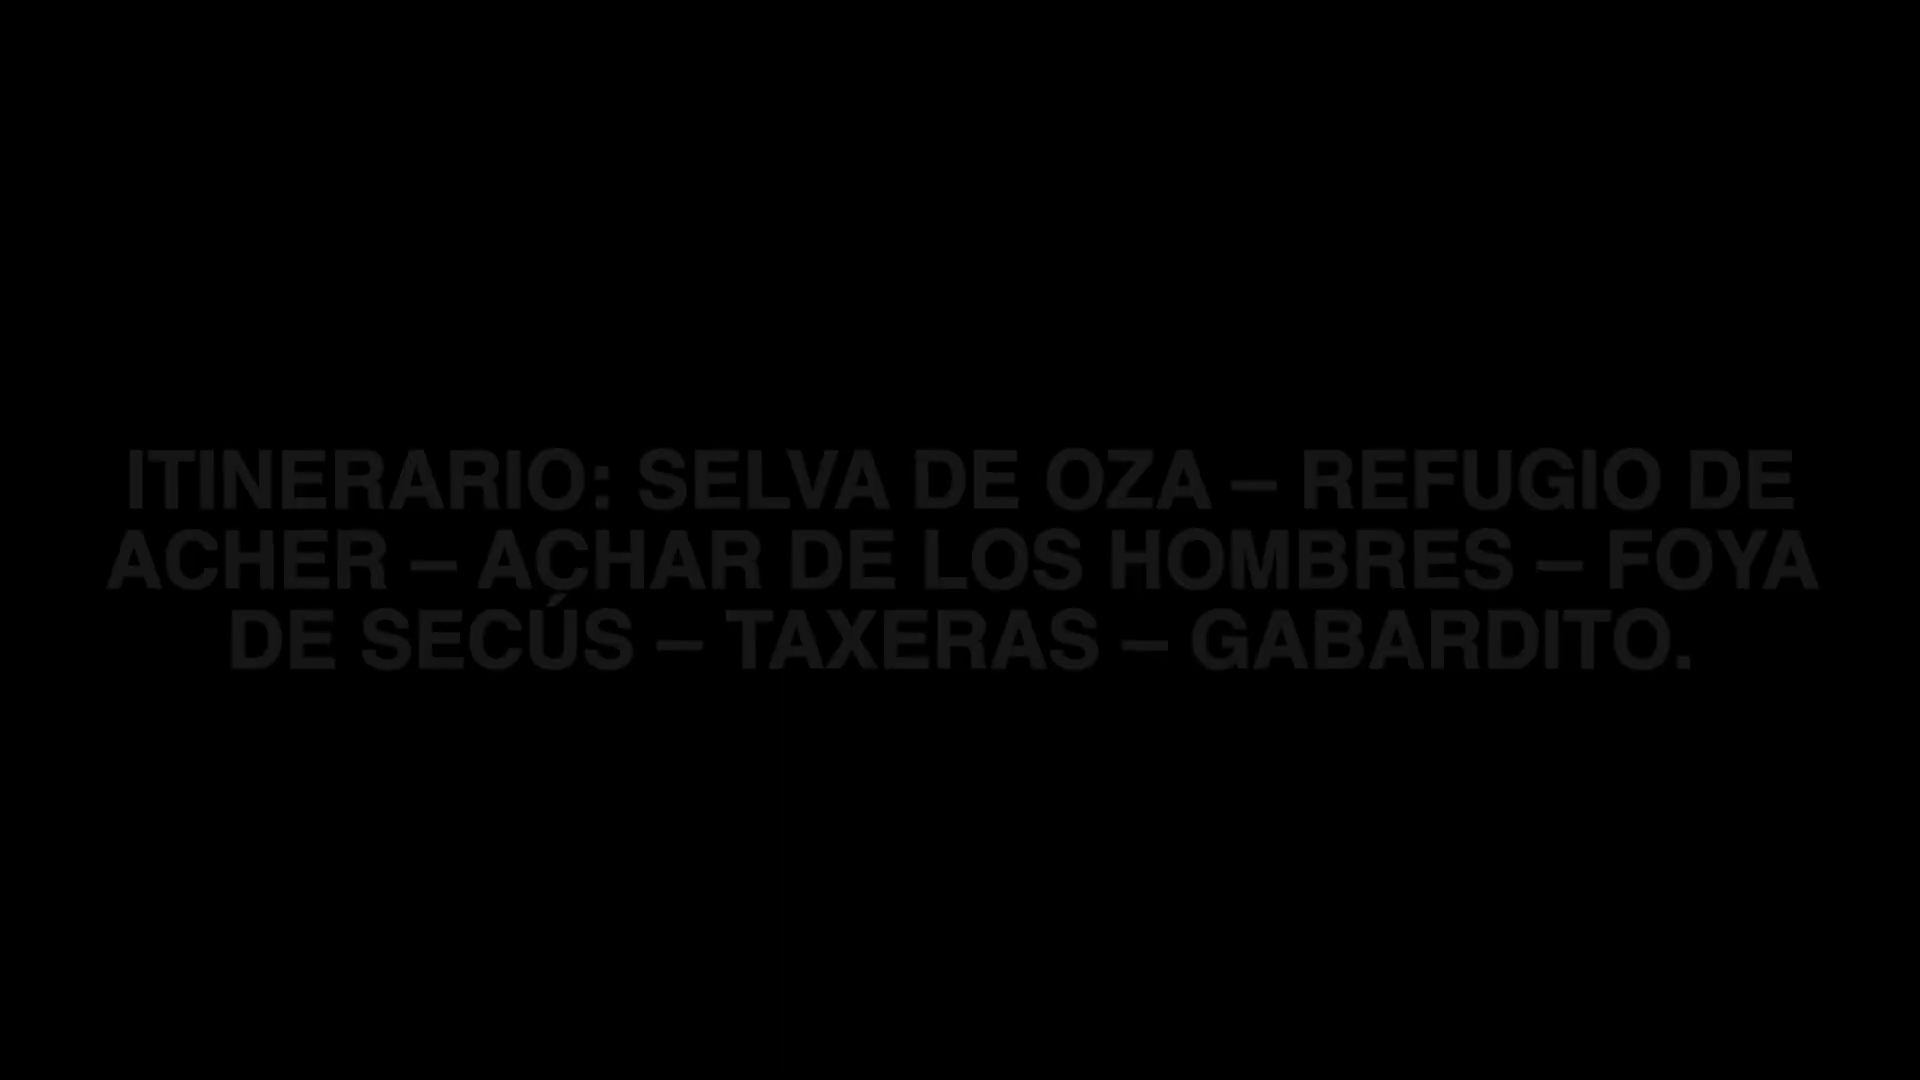 ITINERARIO: SELVA DE OZA – REFUGIO DE
ACHER – ACHAR DE LOS HOMBRES – FOYA
DE SECÚS – TAXERAS – GABARDITO.